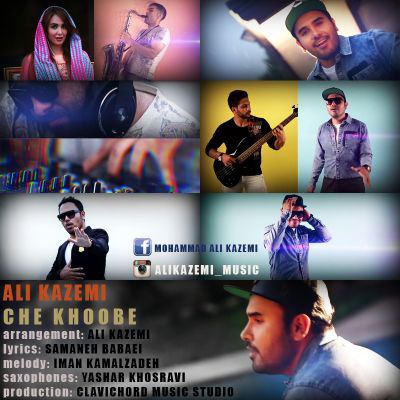 MOHAMMAD ALI KAZEMI
ALIKAZEMI_MUSIC
ALI KAZEMI
CHE KHOOBE
arrangement: ALI KAZEMI
lyrics: SAMANEH BABAEI
melody: IMAN KAMALZADEH
saxophones: YASHAR KHOSRAVI
production: CLAVICHORD MUSIC STUDIO